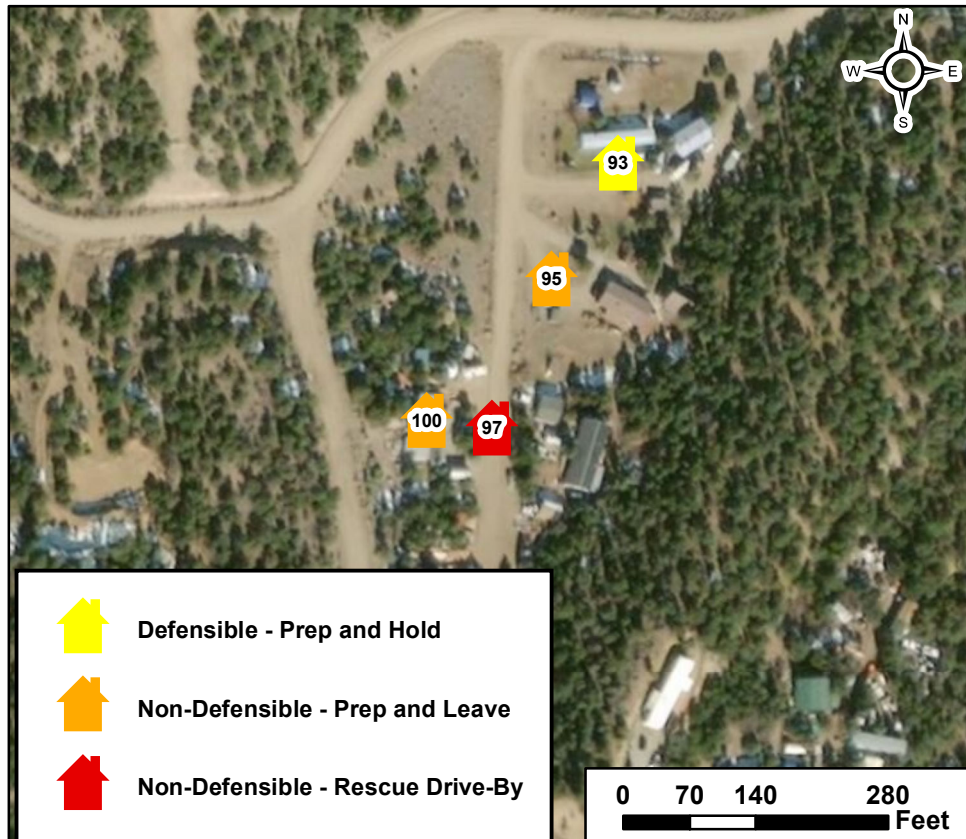 N
W E
S
93
95
100
97
Defensible - Prep and Hold
Non-Defensible - Prep and Leave
Non-Defensible - Rescue Drive-By
0 70 140 280
Feet